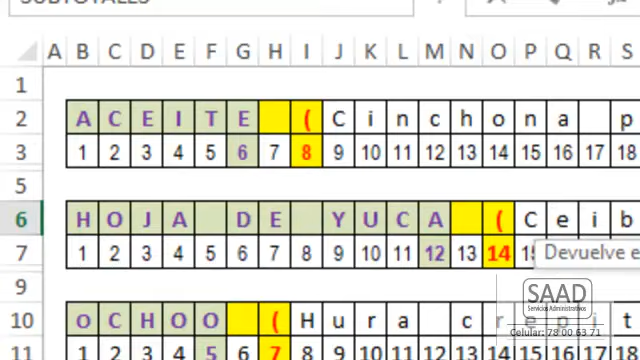 SUBTOTALES
A B C D E F G H I J K L M N O P Q R S
1
2 A C E I T E ( C i n c h o n a p
3 1 2 3 4 5 6 7 8 9 10 11 12 13 14 15 16 17 18
5
6 H O J A D E Y U C A ( C e i b
7 1 2 3 4 5 6 7 8 9 10 11 12 13 14 15 Devuelve e
9
SAAD
Servicios Administrativos
10 O C H O O ( H u r a c r e p i t
Celular: 78 00 63 71
11 1 2 3 4 5 6 7 8 9 10 11 12 13 14 15 16 17 18